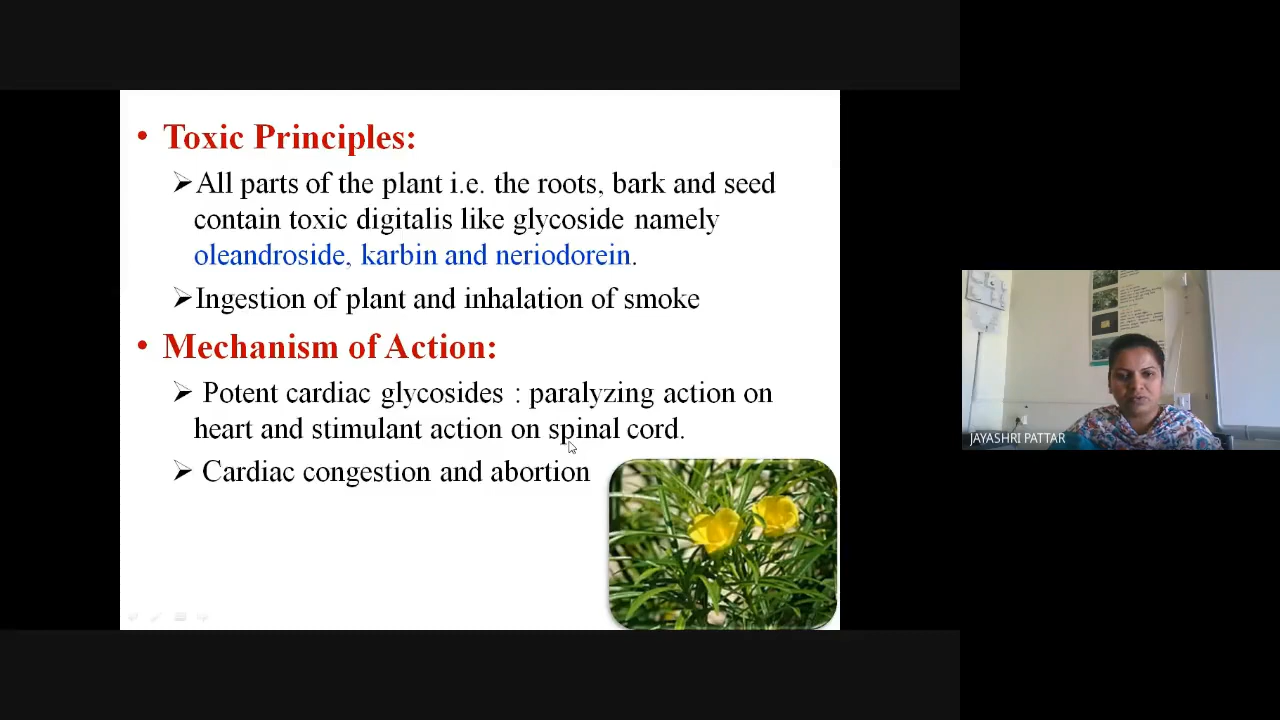 • Toxic Principles:
➢All parts of the plant i.e. the roots, bark and seed
contain toxic digitalis like glycoside namely
oleandroside, karbin and neriodorein.
➢Ingestion of plant and inhalation of smoke
• Mechanism of Action:
➢ Potent cardiac glycosides : paralyzing action on
heart and stimulant action on spinal cord.
➢ Cardiac congestion and abortion
JAYASHRI PATTAR